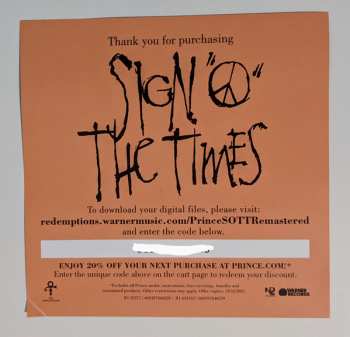 Thank you for purchasing
SIGN "☮"
THE TIMES
To download your digital files, please visit:
redemptions.warnermusic.com/PrinceSOTTRemastered
and enter the code below.
ENJOY 20% OFF YOUR NEXT PURCHASE AT PRINCE.COM!*
Enter the unique code above on the cart page to redeem your discount.
WARNER
RECORDS